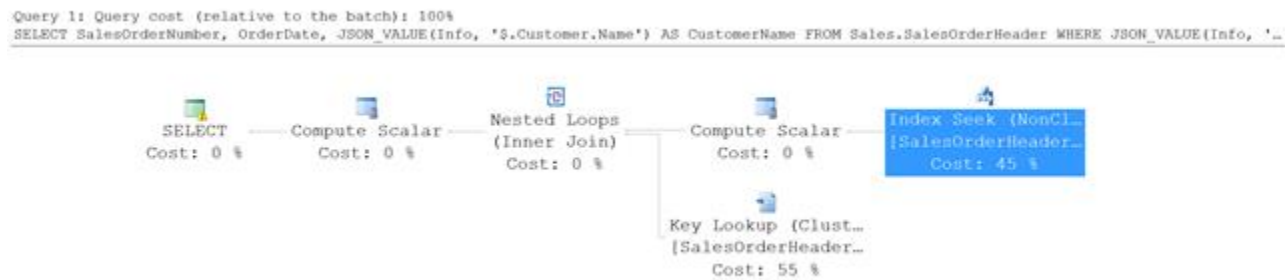 Query 1: Query cost (relative to the batch): 100%
SELECT SalesOrderNumber, OrderDate, JSON_VALUE(Info, '$.Customer.Name') AS CustomerName FROM Sales.SalesOrderHeader WHERE JSON_VALUE(Info, '…
SELECT
Cost: 0 %
Compute Scalar
Cost: 0 %
Nested Loops
(Inner Join)
Cost: 0 %
Compute Scalar
Cost: 0 %
Index Seek (NonCl…
[SalesOrderHeader…
Cost: 45 %
Key Lookup (Clust…
[SalesOrderHeader…
Cost: 55 %